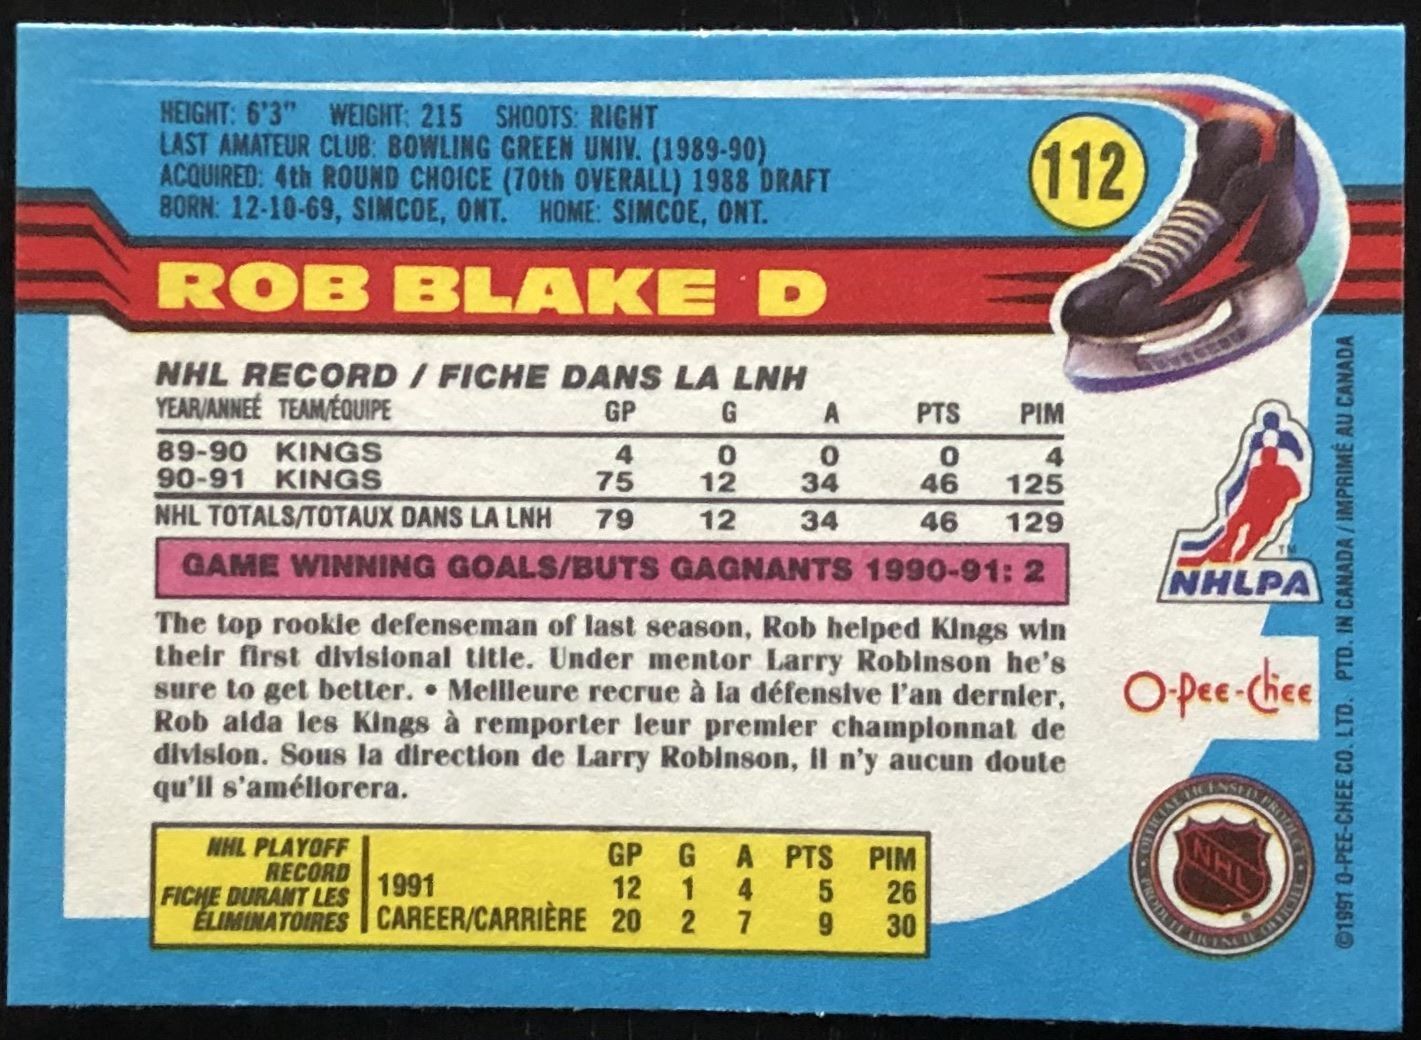 HEIGHT: 6'3" WEIGHT: 215 SHOOTS: RIGHT
LAST AMATEUR CLUB: BOWLING GREEN UNIV. (1989-90)
ACQUIRED: 4th ROUND CHOICE (70th OVERALL) 1988 DRAFT
BORN: 12-10-69, SIMCOE, ONT. HOME: SIMCOE, ONT.
112
ROB BLAKE D
NHL RECORD / FICHE DANS LA LNH
YEAR/ANNEÉ TEAM/ÉQUIPE GP G A PTS PIM
89-90 KINGS 4 0 0 0 4
90-91 KINGS 75 12 34 46 125
NHL TOTALS/TOTAUX DANS LA LNH 79 12 34 46 129
GAME WINNING GOALS/BUTS GAGNANTS 1990-91: 2
The top rookie defenseman of last season, Rob helped Kings win
their first divisional title. Under mentor Larry Robinson he's
sure to get better. • Meilleure recrue à la défensive l'an dernier,
Rob aida les Kings à remporter leur premier championnat de
division. Sous la direction de Larry Robinson, il n'y aucun doute
qu'il s'améliorera.
NHL PLAYOFF
RECORD
FICHE DURANT LES
ÉLIMINATOIRES
GP G A PTS PIM
1991 12 1 4 5 26
CAREER/CARRIÈRE 20 2 7 9 30
TM
NHLPA
O-Pee-Chee
OFFICIAL LICENSED PRODUCT
NHL
®
PRODUIT LICENCIÉ OFFICIEL
©1991 O-PEE-CHEE CO. LTD. PTD. IN CANADA / IMPRIMÉ AU CANADA